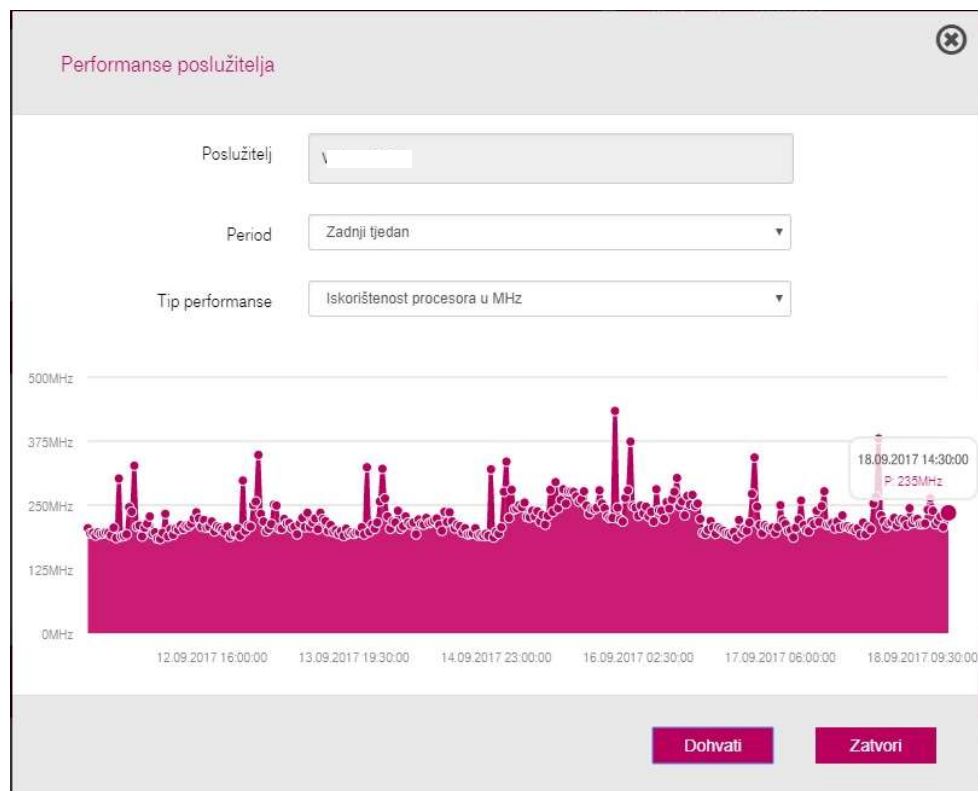 Performanse poslužitelja
Poslužitelj
Period
Zadnji tjedan
Tip performanse
Iskorištenost procesora u MHz
500MHz
375MHz
250MHz
125MHz
0MHz
18.09.2017 14:30:00
P: 235MHz
12.09.2017 16:00:00 13.09.2017 19:30:00 14.09.2017 23:00:00 16.09.2017 02:30:00 17.09.2017 06:00:00 18.09.2017 09:30:00
Dohvati Zatvori